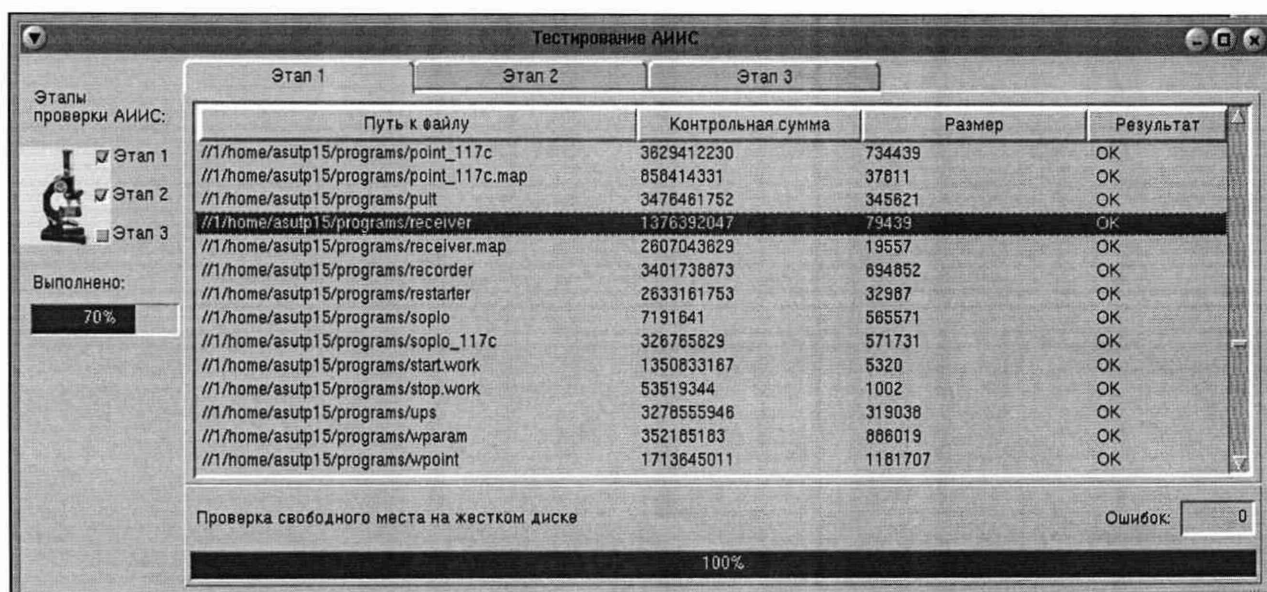 Тестирование АИИС
Этапы
проверки АИИС:
Этап 1
Этап 2
Этап 3
Выполнено:
70%
Этап 1 Этап 2 Этап 3
Путь к файлу Контрольная сумма Размер Результат
//1/home/asutp15/programs/point_117c 3629412230 734439 OK
//1/home/asutp15/programs/point_117c.map 858414331 37811 OK
//1/home/asutp15/programs/pult 3476461752 345621 OK
//1/home/asutp15/programs/receiver 1376392047 79439 OK
//1/home/asutp15/programs/receiver.map 2607043629 19557 OK
//1/home/asutp15/programs/recorder 3401738873 694852 OK
//1/home/asutp15/programs/restarter 2633161753 32987 OK
//1/home/asutp15/programs/soplo 7191641 565571 OK
//1/home/asutp15/programs/soplo_117c 326765829 571731 OK
//1/home/asutp15/programs/start.work 1350833167 5320 OK
//1/home/asutp15/programs/stop.work 53519344 1002 OK
//1/home/asutp15/programs/ups 3278555946 319038 OK
//1/home/asutp15/programs/wparam 352185183 886019 OK
//1/home/asutp15/programs/wpoint 1713645011 1181707 OK
Проверка свободного места на жестком диске Ошибок: 0
100%